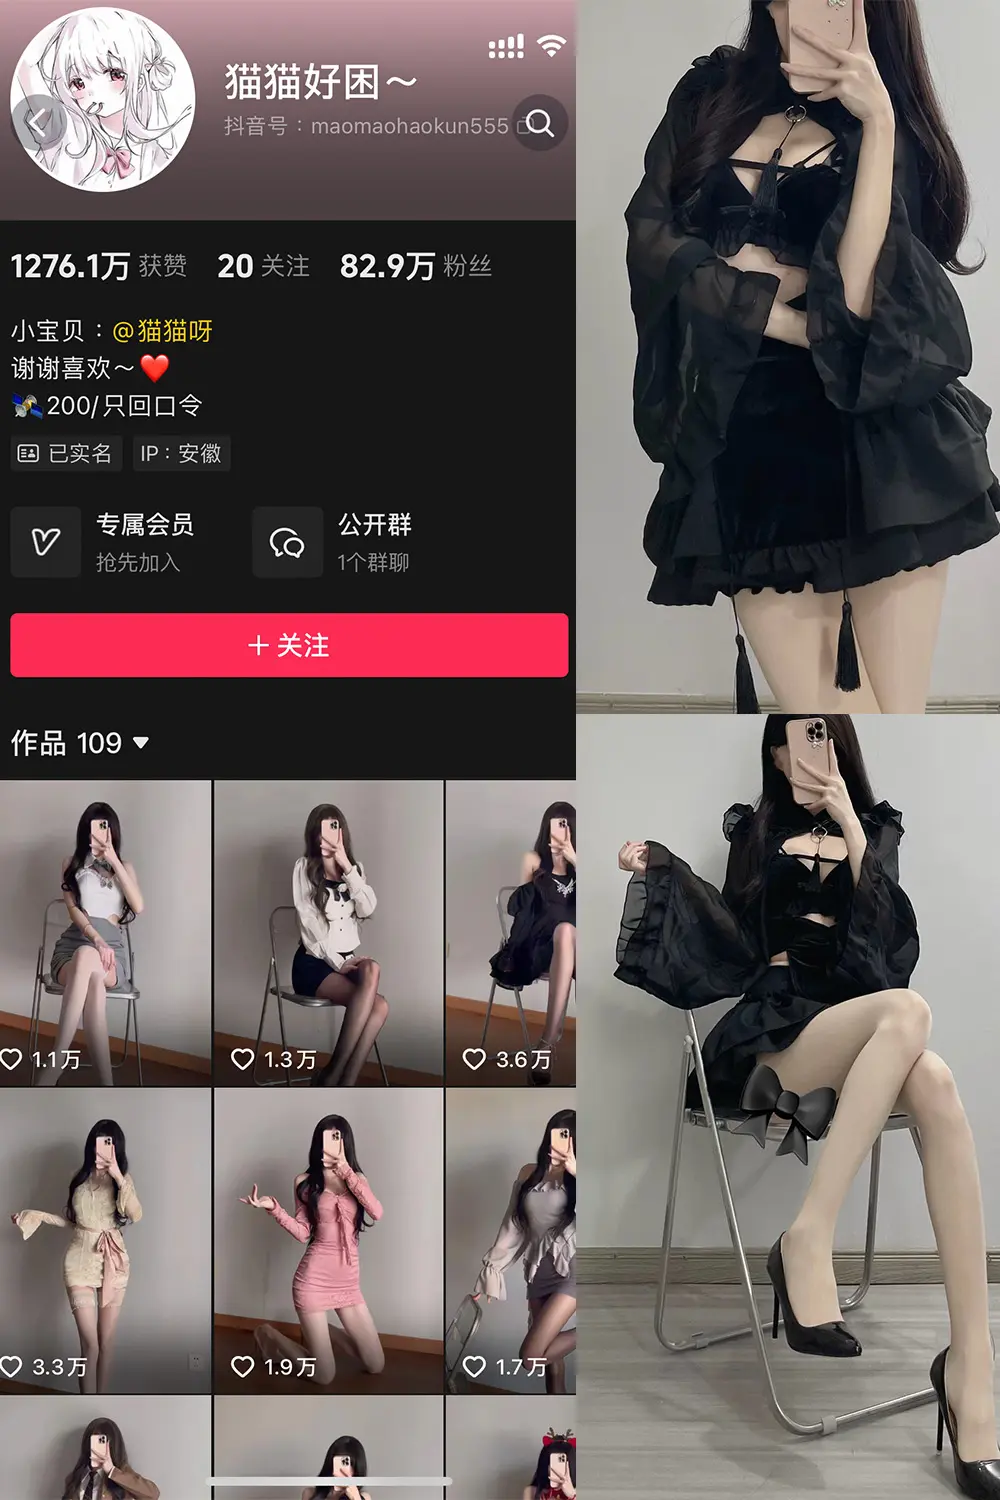 猫猫好困～
抖音号：maomaohaokun555
1276.1万 获赞 20 关注 82.9万 粉丝
小宝贝：@猫猫呀
谢谢喜欢～❤️
🛰️200/只回口令
已实名 IP：安徽
专属会员 公开群
抢先加入 1个群聊
＋关注
作品 109
1.1万 1.3万 3.6万
3.3万 1.9万 1.7万